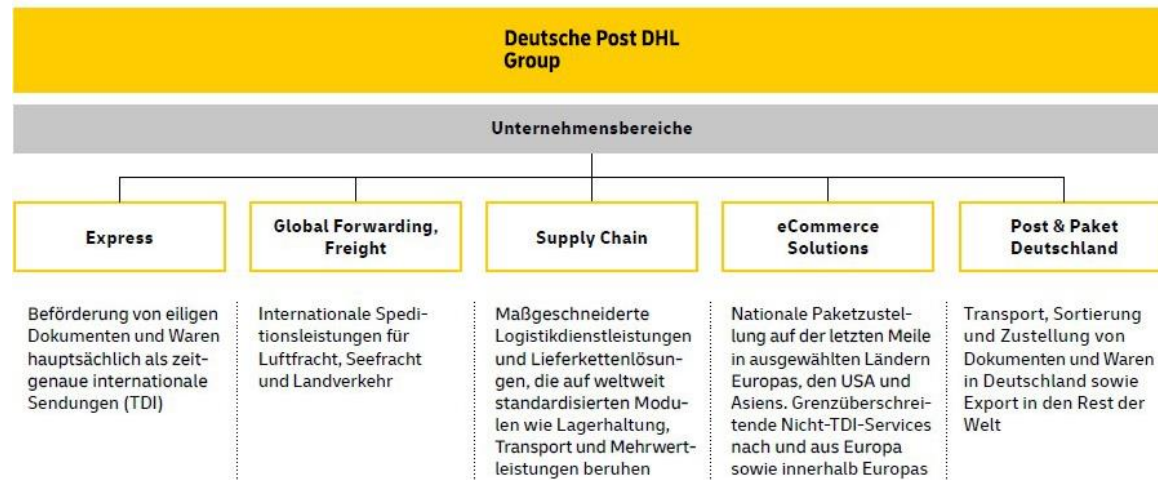 Deutsche Post DHL
Group
Unternehmensbereiche
Express
Global Forwarding,
Freight
Supply Chain
eCommerce
Solutions
Post & Paket
Deutschland
Beförderung von eiligen
Dokumenten und Waren
hauptsächlich als zeit-
genaue internationale
Sendungen (TDI)
Internationale Spedi-
tionsleistungen für
Luftfracht, Seefracht
und Landverkehr
Maßgeschneiderte
Logistikdienstleistungen
und Lieferkettenlösun-
gen, die auf weltweit
standardisierten Modu-
len wie Lagerhaltung,
Transport und Mehrwert-
leistungen beruhen
Nationale Paketzustel-
lung auf der letzten Meile
in ausgewählten Ländern
Europas, den USA und
Asiens. Grenzüberschrei-
tende Nicht-TDI-Services
nach und aus Europa
sowie innerhalb Europas
Transport, Sortierung
und Zustellung von
Dokumenten und Waren
in Deutschland sowie
Export in den Rest der
Welt